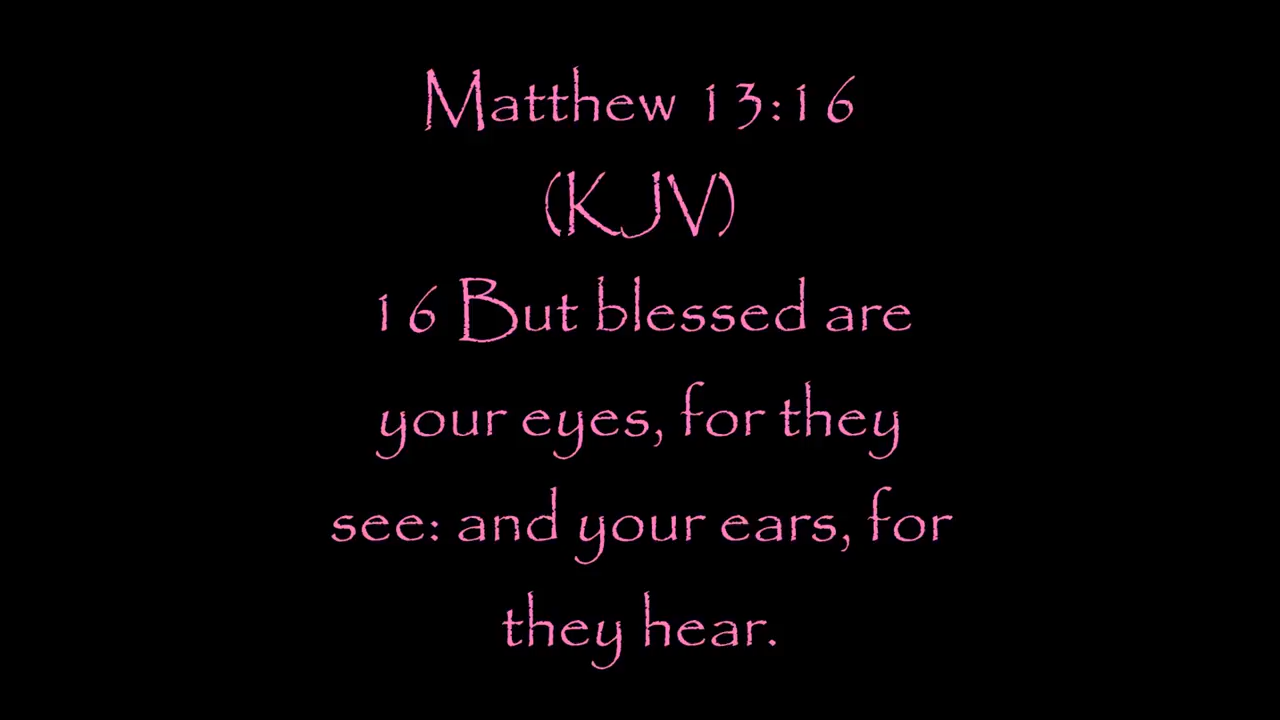 Matthew 13:16
(KJV)
16 But blessed are
your eyes, for they
see: and your ears, for
they hear.